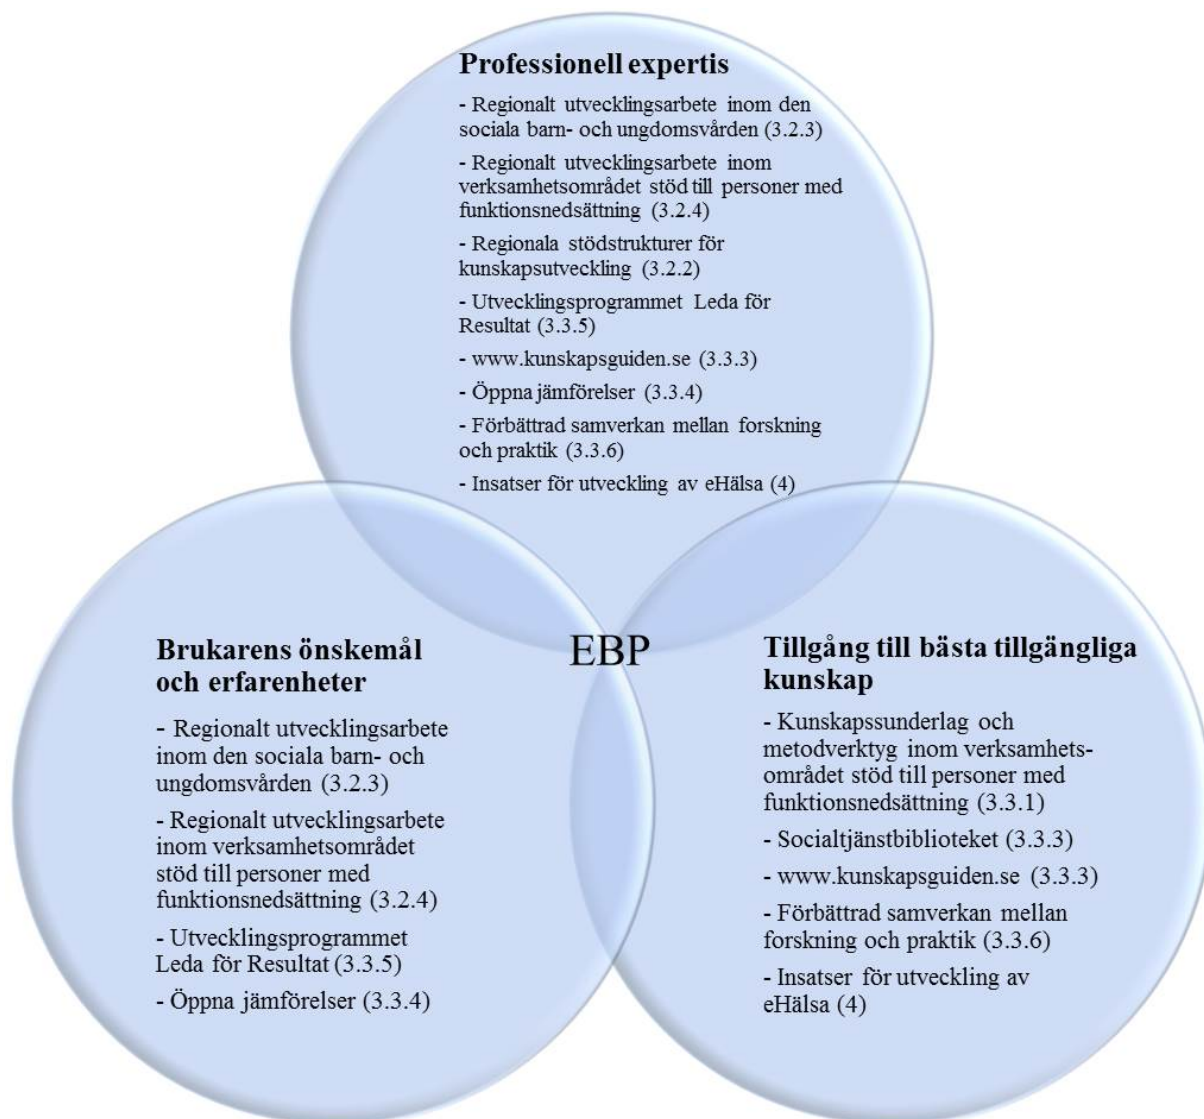 Professionell expertis
- Regionalt utvecklingsarbete inom den
sociala barn- och ungdomsvården (3.2.3)
- Regionalt utvecklingsarbete inom
verksamhetsområdet stöd till personer med
funktionsnedsättning (3.2.4)
- Regionala stödstrukturer för
kunskapsutveckling (3.2.2)
- Utvecklingsprogrammet Leda för
Resultat (3.3.5)
- www.kunskapsguiden.se (3.3.3)
- Öppna jämförelser (3.3.4)
- Förbättrad samverkan mellan forskning
och praktik (3.3.6)
- Insatser för utveckling av eHälsa (4)
EBP
Brukarens önskemål
och erfarenheter
- Regionalt utvecklingsarbete
inom den sociala barn- och
ungdomsvården (3.2.3)
- Regionalt utvecklingsarbete
inom verksamhetsområdet
stöd till personer med
funktionsnedsättning (3.2.4)
- Utvecklingsprogrammet
Leda för Resultat (3.3.5)
- Öppna jämförelser (3.3.4)
Tillgång till bästa tillgängliga
kunskap
- Kunskapssunderlag och
metodverktyg inom verksamhets-
området stöd till personer med
funktionsnedsättning (3.3.1)
- Socialtjänstbiblioteket (3.3.3)
- www.kunskapsguiden.se (3.3.3)
- Förbättrad samverkan mellan
forskning och praktik (3.3.6)
- Insatser för utveckling av
eHälsa (4)